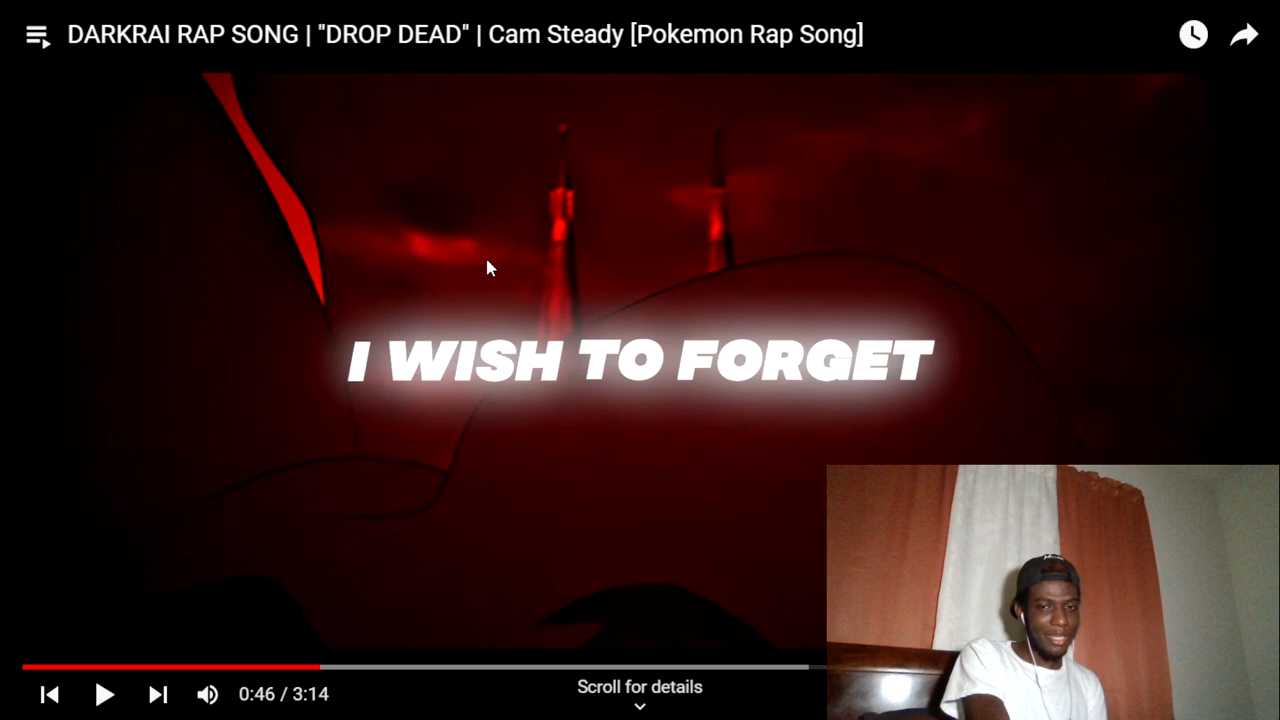 DARKRAI RAP SONG | "DROP DEAD" | Cam Steady [Pokemon Rap Song]
I WISH TO FORGET
0:46 / 3:14
Scroll for details